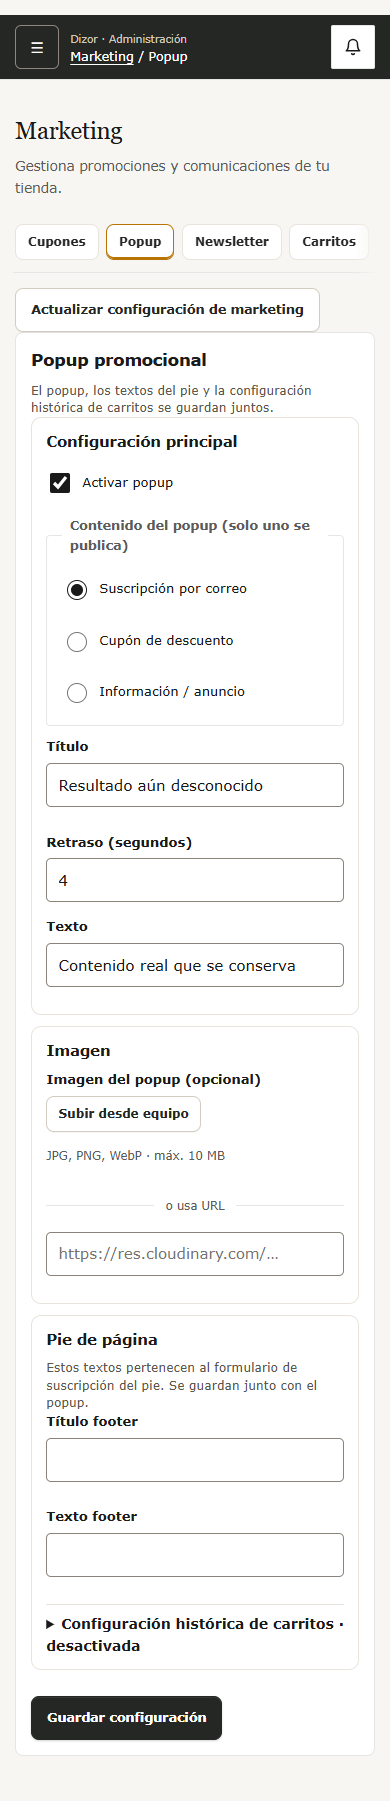 ☰
Dizor · Administración
Marketing / Popup
Marketing
Gestiona promociones y comunicaciones de tu
tienda.
Cupones
Popup
Newsletter
Carritos
Actualizar configuración de marketing
Popup promocional
El popup, los textos del pie y la configuración
histórica de carritos se guardan juntos.
Configuración principal
Activar popup
Contenido del popup (solo uno se
publica)
Suscripción por correo
Cupón de descuento
Información / anuncio
Título
Resultado aún desconocido
Retraso (segundos)
4
Texto
Contenido real que se conserva
Imagen
Imagen del popup (opcional)
Subir desde equipo
JPG, PNG, WebP · máx. 10 MB
o usa URL
https://res.cloudinary.com/...
Pie de página
Estos textos pertenecen al formulario de
suscripción del pie. Se guardan junto con el
popup.
Título footer
Texto footer
▶ Configuración histórica de carritos ·
desactivada
Guardar configuración